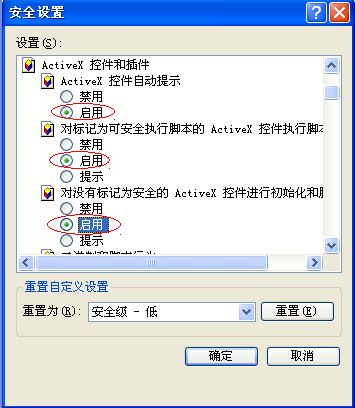 安全设置
设置(S):
ActiveX 控件和插件
ActiveX 控件自动提示
禁用
启用
对标记为可安全执行脚本的 ActiveX 控件执行脚本
禁用
启用
提示
对没有标记为安全的 ActiveX 控件进行初始化和
禁用
启用
提示
重置自定义设置
重置为(R):
安全级 - 低
重置(E)
确定
取消